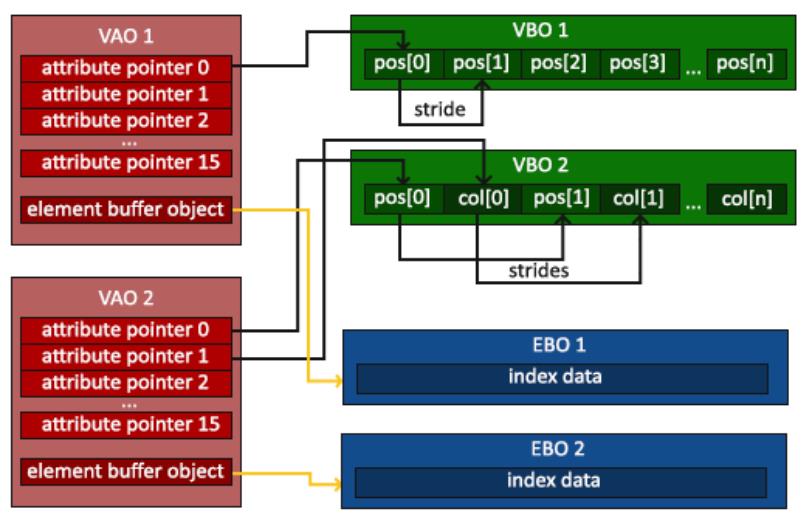 VAO 1
attribute pointer 0
attribute pointer 1
attribute pointer 2
...
attribute pointer 15
element buffer object
VAO 2
attribute pointer 0
attribute pointer 1
attribute pointer 2
...
attribute pointer 15
element buffer object
VBO 1
pos[0] pos[1] pos[2] pos[3] ... pos[n]
stride
VBO 2
pos[0] col[0] pos[1] col[1] ... col[n]
strides
EBO 1
index data
EBO 2
index data